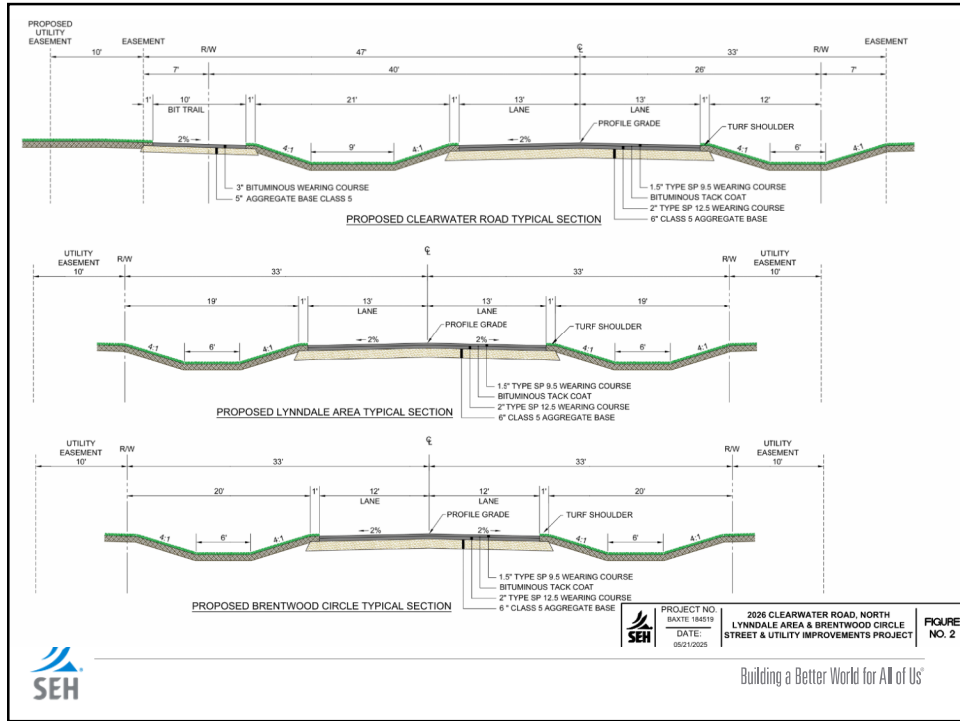 PROPOSED
UTILITY
EASEMENT
EASEMENT
R/W
℄
R/W
EASEMENT
10'
47'
33'
7'
40'
26'
7'
1'
10'
BIT TRAIL
1'
21'
1'
13'
LANE
13'
LANE
1'
12'
PROFILE GRADE
TURF SHOULDER
2%
4:1
9'
4:1
2%
4:1
6'
4:1
3" BITUMINOUS WEARING COURSE
5" AGGREGATE BASE CLASS 5
1.5" TYPE SP 9.5 WEARING COURSE
BITUMINOUS TACK COAT
2" TYPE SP 12.5 WEARING COURSE
6" CLASS 5 AGGREGATE BASE
PROPOSED CLEARWATER ROAD TYPICAL SECTION
UTILITY
EASEMENT
10'
R/W
℄
R/W
UTILITY
EASEMENT
10'
33'
33'
19'
1'
13'
LANE
13'
LANE
1'
19'
PROFILE GRADE
TURF SHOULDER
4:1
6'
4:1
2%
2%
4:1
6'
4:1
1.5" TYPE SP 9.5 WEARING COURSE
BITUMINOUS TACK COAT
2" TYPE SP 12.5 WEARING COURSE
6" CLASS 5 AGGREGATE BASE
PROPOSED LYNNDALE AREA TYPICAL SECTION
UTILITY
EASEMENT
10'
R/W
℄
R/W
UTILITY
EASEMENT
10'
33'
33'
20'
1'
12'
LANE
12'
LANE
1'
20'
PROFILE GRADE
TURF SHOULDER
4:1
6'
4:1
2%
2%
4:1
6'
4:1
1.5" TYPE SP 9.5 WEARING COURSE
BITUMINOUS TACK COAT
2" TYPE SP 12.5 WEARING COURSE
6 " CLASS 5 AGGREGATE BASE
PROPOSED BRENTWOOD CIRCLE TYPICAL SECTION
SEH
PROJECT NO.
BAXTE 184519
DATE:
05/21/2025
2026 CLEARWATER ROAD, NORTH
LYNNDALE AREA & BRENTWOOD CIRCLE
STREET & UTILITY IMPROVEMENTS PROJECT
FIGURE
NO. 2
SEH®
Building a Better World for All of Us®